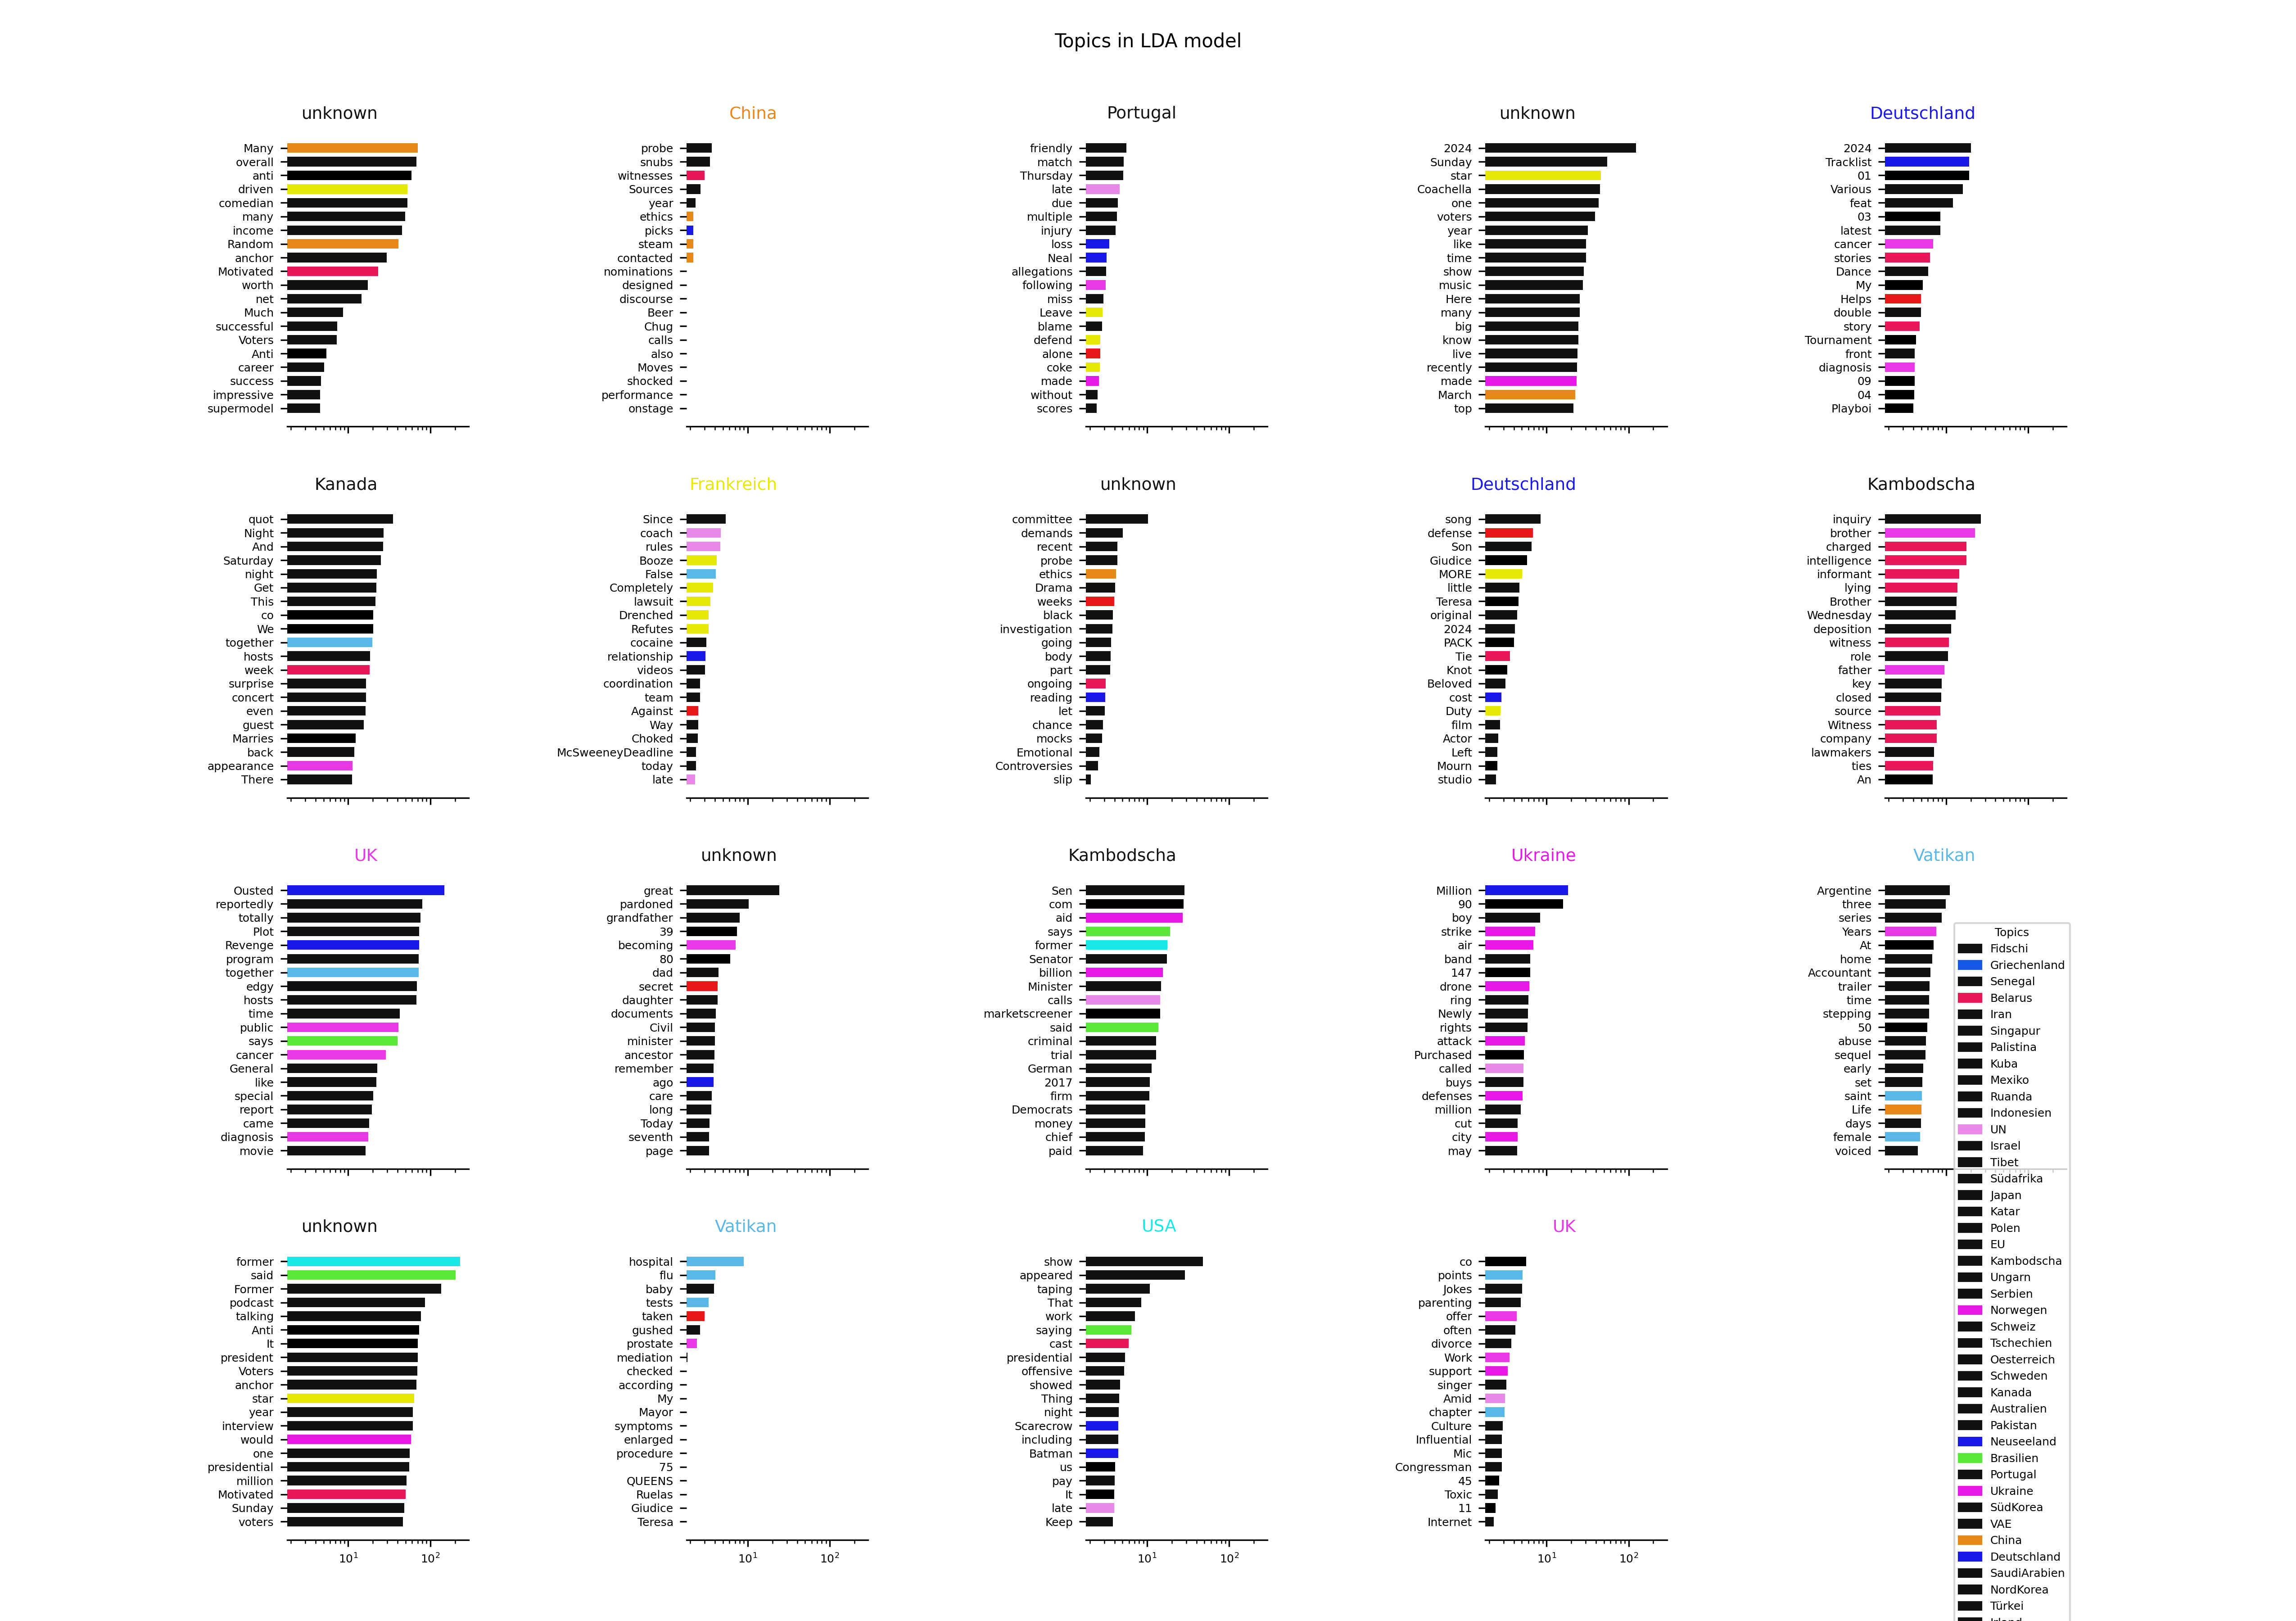 Topics in LDA model
unknown
Many
overall
anti
driven
comedian
many
income
Random
anchor
Motivated
worth
net
Much
successful
Voters
Anti
career
success
impressive
supermodel
China
probe
snubs
witnesses
Sources
year
ethics
picks
steam
contacted
nominations
designed
discourse
Beer
Chug
calls
also
Moves
shocked
performance
onstage
Portugal
friendly
match
Thursday
late
due
multiple
injury
loss
Neal
allegations
following
miss
Leave
blame
defend
alone
coke
made
without
scores
unknown
2024
Sunday
star
Coachella
one
voters
year
like
time
show
music
Here
many
big
know
live
recently
made
March
top
Deutschland
2024
Tracklist
01
Various
feat
03
latest
cancer
stories
Dance
My
Helps
double
story
Tournament
front
diagnosis
09
04
Playboi
Kanada
quot
Night
And
Saturday
night
Get
This
co
We
together
hosts
week
surprise
concert
even
guest
Marries
back
appearance
There
Frankreich
Since
coach
rules
Booze
False
Completely
lawsuit
Drenched
Refutes
cocaine
relationship
videos
coordination
team
Against
Way
Choked
McSweeneyDeadline
today
late
unknown
committee
demands
recent
probe
ethics
Drama
weeks
black
investigation
going
body
part
ongoing
reading
let
chance
mocks
Emotional
Controversies
slip
Deutschland
song
defense
Son
Giudice
MORE
little
Teresa
original
2024
PACK
Tie
Knot
Beloved
cost
Duty
film
Actor
Left
Mourn
studio
Kambodscha
inquiry
brother
charged
intelligence
informant
lying
Brother
Wednesday
deposition
witness
role
father
key
closed
source
Witness
company
lawmakers
ties
An
UK
Ousted
reportedly
totally
Plot
Revenge
program
together
edgy
hosts
time
public
says
cancer
General
like
special
report
came
diagnosis
movie
unknown
great
pardoned
grandfather
39
becoming
80
dad
secret
daughter
documents
Civil
minister
ancestor
remember
ago
care
long
Today
seventh
page
Kambodscha
Sen
com
aid
says
former
Senator
billion
Minister
calls
marketscreener
said
criminal
trial
German
2017
firm
Democrats
money
chief
paid
Ukraine
Million
90
boy
strike
air
band
147
drone
ring
Newly
rights
attack
Purchased
called
buys
defenses
million
cut
city
may
Vatikan
Argentine
three
series
Years
At
home
Accountant
trailer
time
stepping
50
abuse
sequel
early
set
saint
Life
days
female
voiced
unknown
former
said
Former
podcast
talking
Anti
It
president
Voters
anchor
star
year
interview
would
one
presidential
million
Motivated
Sunday
voters
10¹ 10²
Vatikan
hospital
flu
baby
tests
taken
gushed
prostate
mediation
checked
according
My
Mayor
symptoms
enlarged
procedure
75
QUEENS
Ruelas
Giudice
Teresa
10¹ 10²
USA
show
appeared
taping
That
work
saying
cast
presidential
offensive
showed
Thing
night
Scarecrow
including
Batman
us
pay
It
late
Keep
10¹ 10²
UK
co
points
Jokes
parenting
offer
often
divorce
Work
support
singer
Amid
chapter
Culture
Influential
Mic
Congressman
45
Toxic
11
Internet
10¹ 10²
Topics
Fidschi
Griechenland
Senegal
Belarus
Iran
Singapur
Palistina
Kuba
Mexiko
Ruanda
Indonesien
UN
Israel
Tibet
Südafrika
Japan
Katar
Polen
EU
Kambodscha
Ungarn
Serbien
Norwegen
Schweiz
Tschechien
Oesterreich
Schweden
Kanada
Australien
Pakistan
Neuseeland
Brasilien
Portugal
Ukraine
SüdKorea
VAE
China
Deutschland
SaudiArabien
NordKorea
Türkei